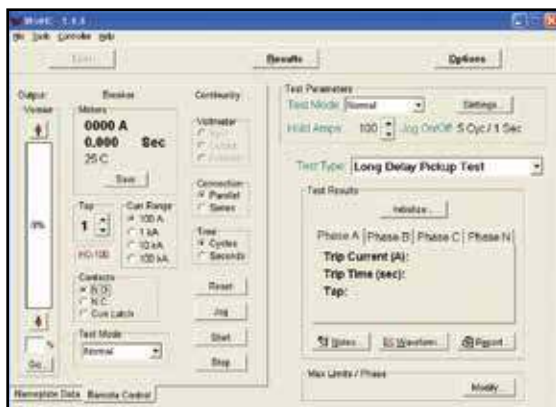 File Tools Controller Help
Results
Options
Output
Vernier
0%
Go...
Breaker
Meters
0000 A
0.000 Sec
25 C
Save
Tap
1
Curr Range
100 A
1 kA
10 kA
100 kA
Contacts
N.O.
N.C.
Curr Latch
Test Mode
Normal
Continuity
Voltmeter
Connection
Parallel
Series
Time
Cycles
Seconds
Reset
Jog
Start
Stop
Nameplate Data
Remote Control
Test Parameters
Test Mode: Normal
Settings...
Hold Amps: 100 Jog On/Off: 5 Cyc / 1 Sec
Test Type: Long Delay Pickup Test
Test Results
Initialize...
Phase A Phase B Phase C Phase N
Trip Current (A):
Trip Time (sec):
Tap:
Notes...
Waveform...
Report...
Max Limits / Phase
Modify...